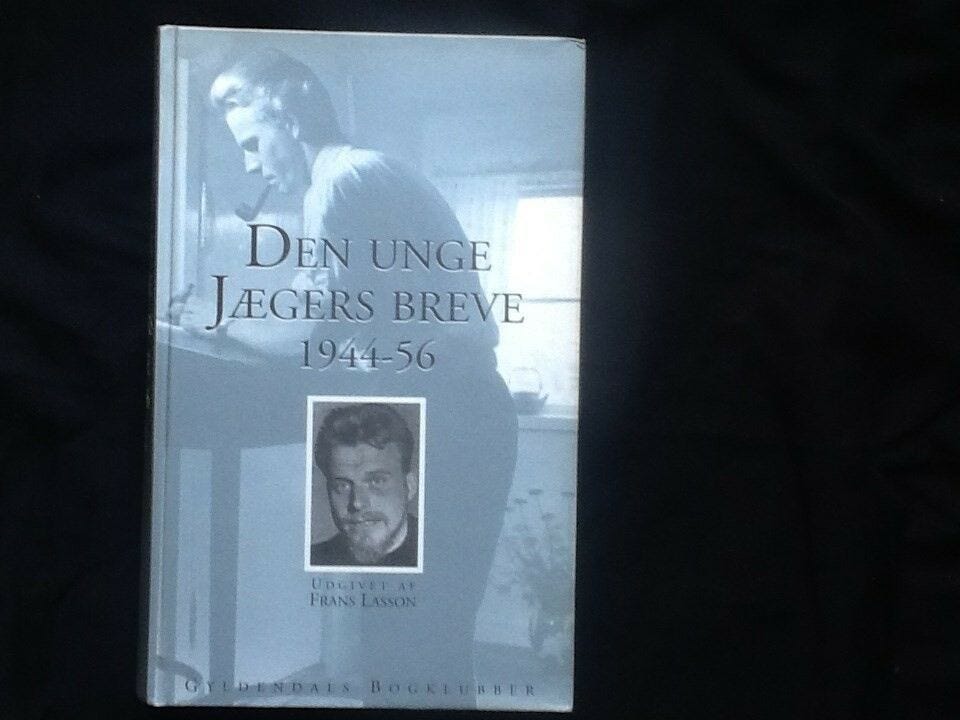 DEN UNGE
JÆGERS BREVE
1944-56
UDGIVET AF
FRANS LASSON
GYLDENDALS BOGKLUBBER